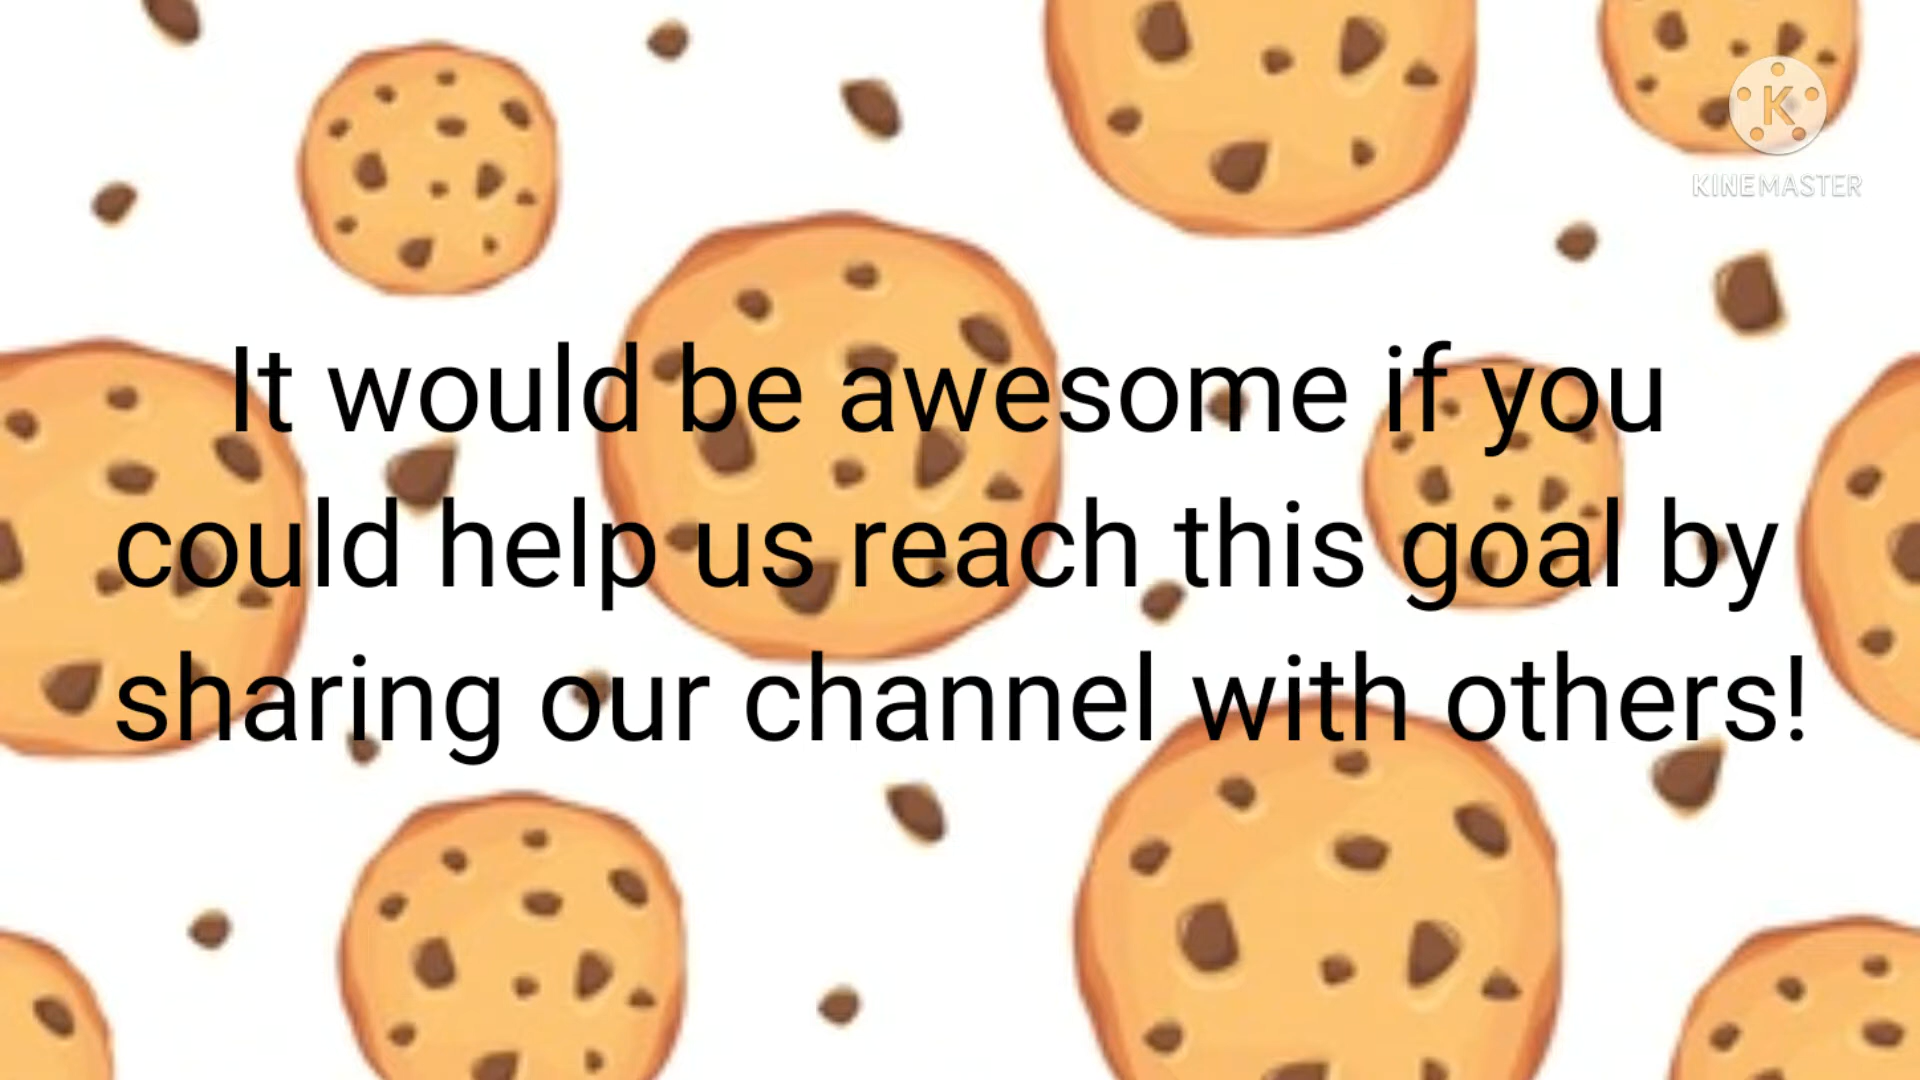 K
KINEMASTER
It would be awesome if you
could help us reach this goal by
sharing our channel with others!